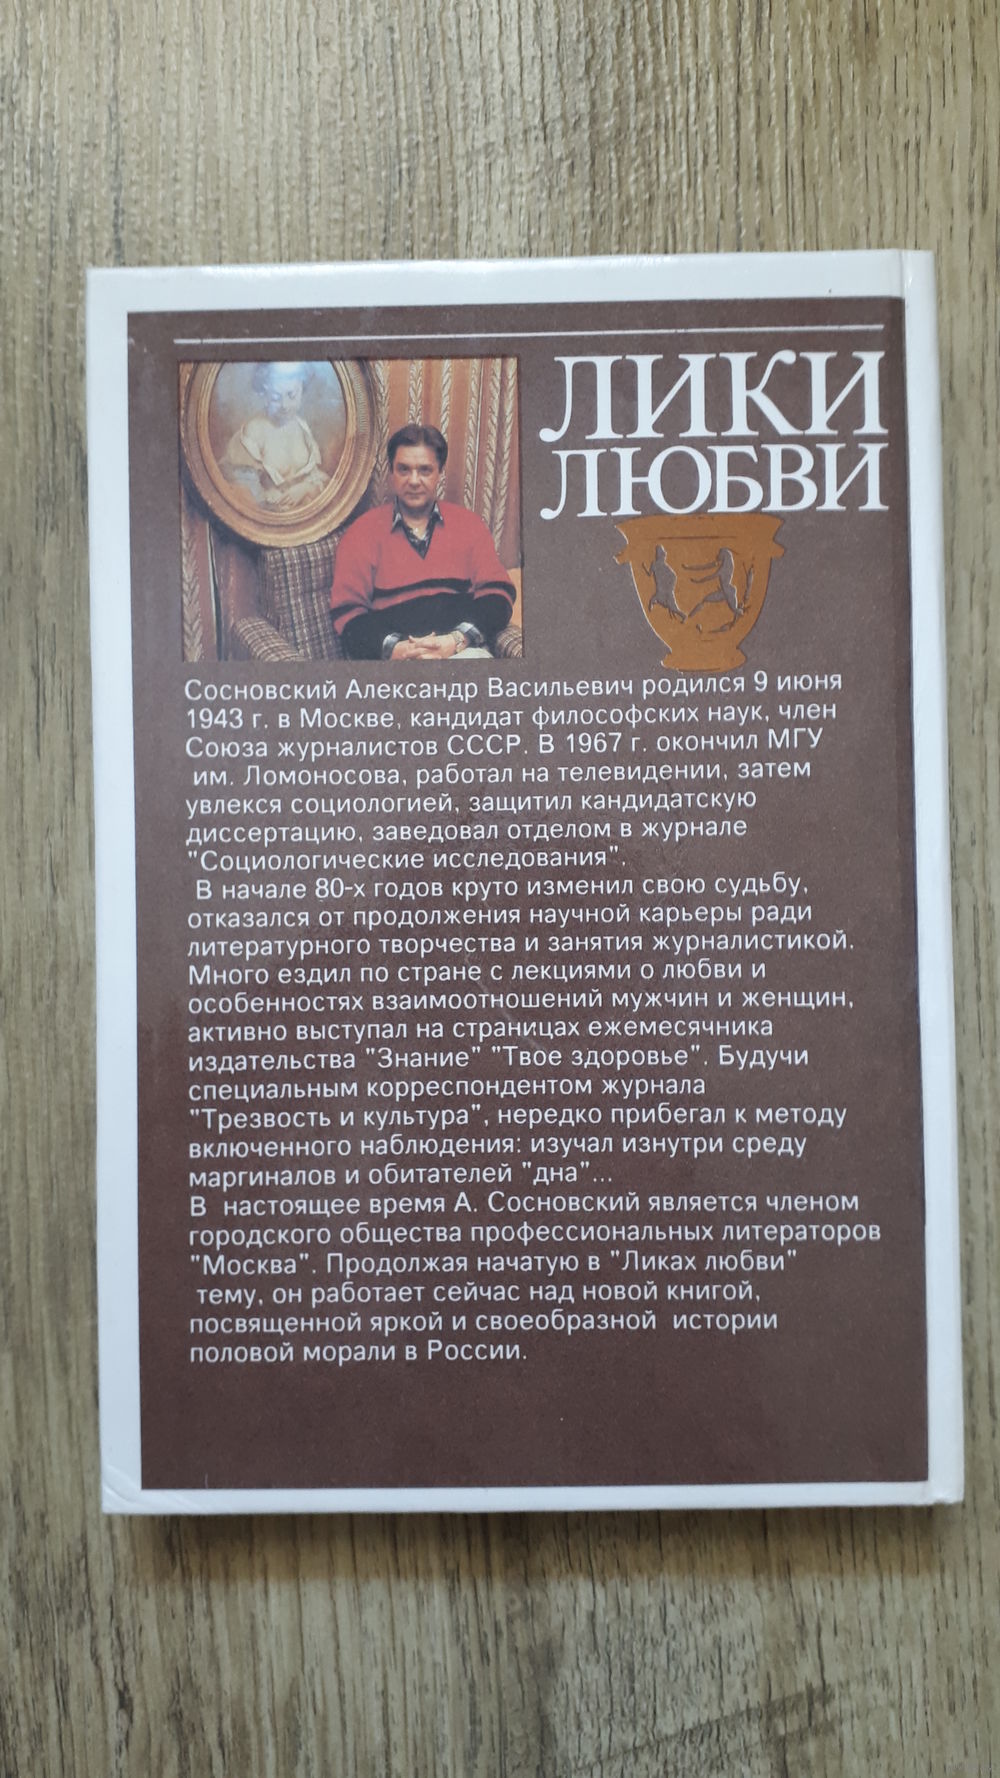 ЛИКИ
ЛЮБВИ
Сосновский Александр Васильевич родился 9 июня
1943 г. в Москве, кандидат философских наук, член
Союза журналистов СССР. В 1967 г. окончил МГУ
им. Ломоносова, работал на телевидении, затем
увлекся социологией, защитил кандидатскую
диссертацию, заведовал отделом в журнале
"Социологические исследования".
В начале 80-х годов круто изменил свою судьбу,
отказался от продолжения научной карьеры ради
литературного творчества и занятия журналистикой.
Много ездил по стране с лекциями о любви и
особенностях взаимоотношений мужчин и женщин,
активно выступал на страницах ежемесячника
издательства "Знание" "Твое здоровье". Будучи
специальным корреспондентом журнала
"Трезвость и культура", нередко прибегал к методу
включенного наблюдения: изучал изнутри среду
маргиналов и обитателей "дна"...
В настоящее время А. Сосновский является членом
городского общества профессиональных литераторов
"Москва". Продолжая начатую в "Ликах любви"
тему, он работает сейчас над новой книгой,
посвященной яркой и своеобразной истории
половой морали в России.